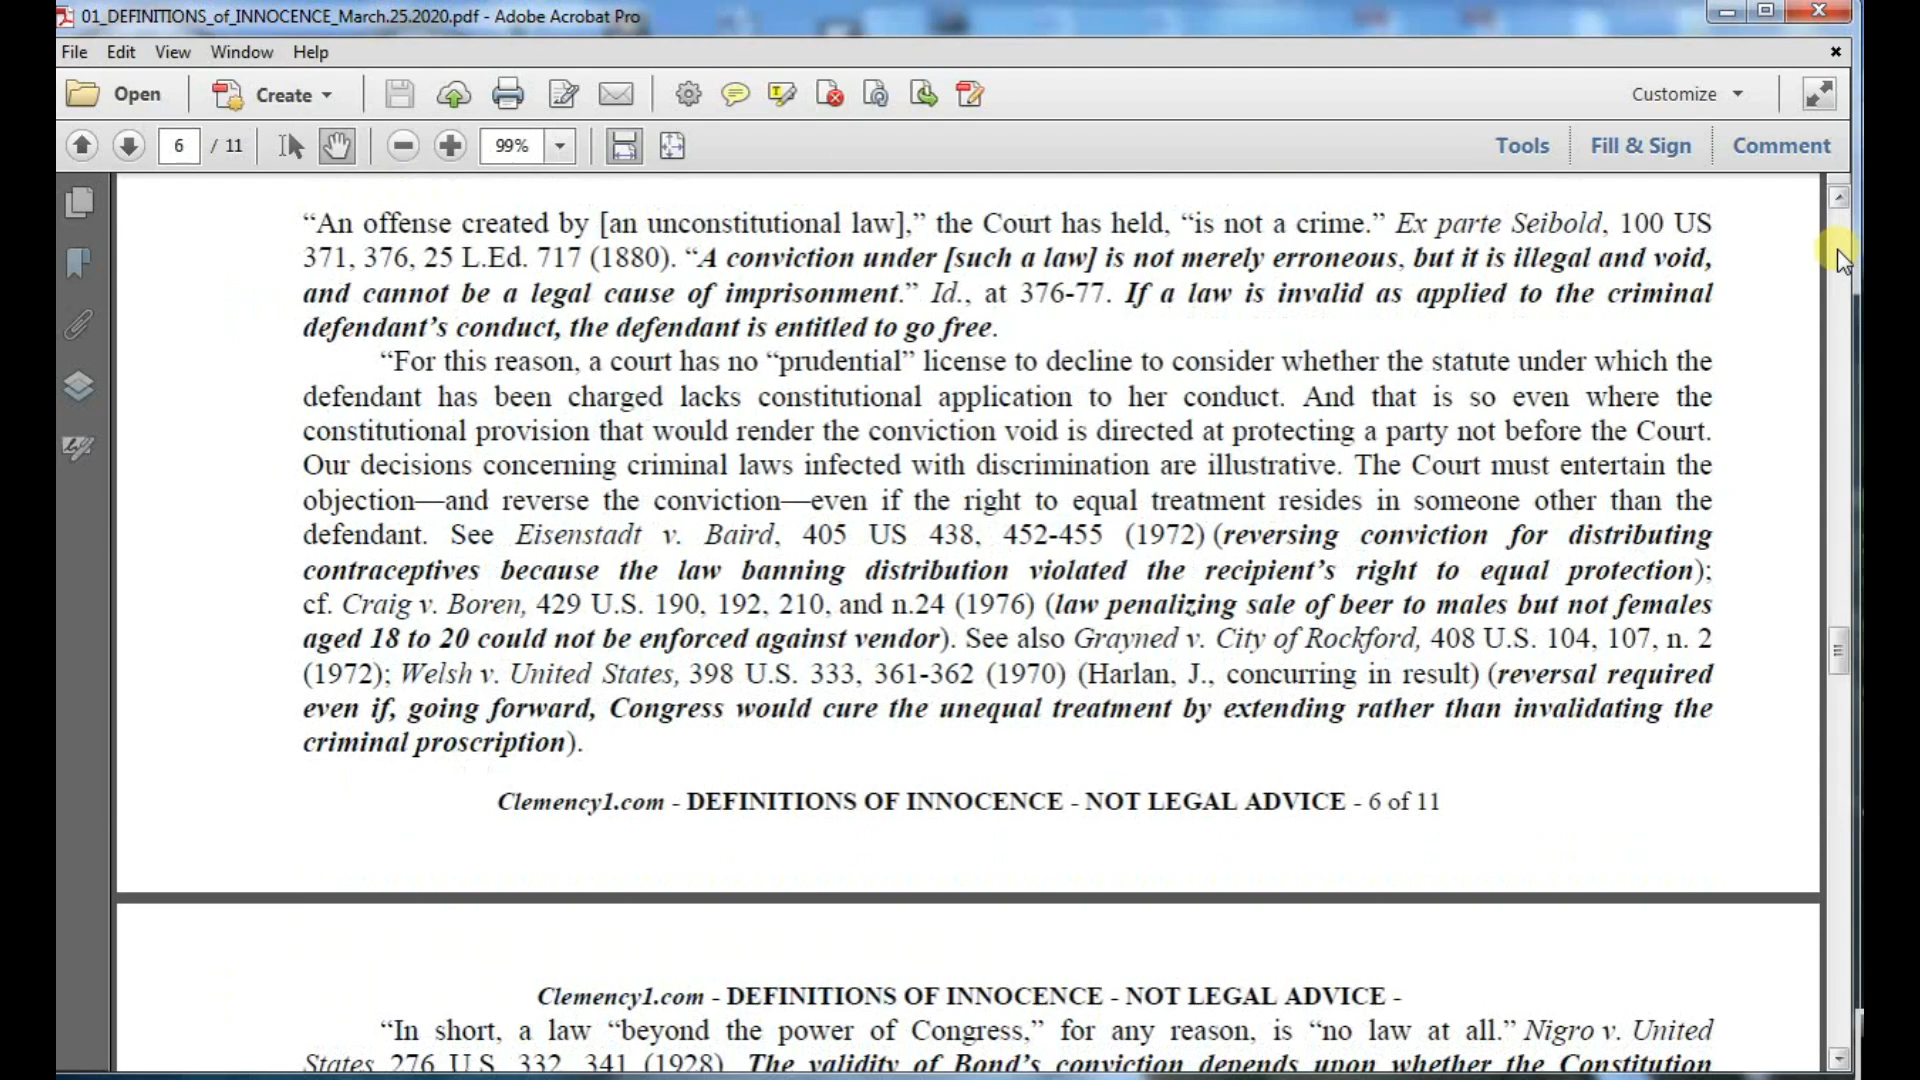 01_DEFINITIONS_of_INNOCENCE_March.25.2020.pdf - Adobe Acrobat Pro
File Edit View Window Help
Open Create Customize
6 / 11 99% Tools Fill & Sign Comment
“An offense created by [an unconstitutional law],” the Court has held, “is not a crime.” Ex parte Seibold, 100 US
371, 376, 25 L.Ed. 717 (1880). “A conviction under [such a law] is not merely erroneous, but it is illegal and void,
and cannot be a legal cause of imprisonment.” Id., at 376-77. If a law is invalid as applied to the criminal
defendant’s conduct, the defendant is entitled to go free.
“For this reason, a court has no “prudential” license to decline to consider whether the statute under which the
defendant has been charged lacks constitutional application to her conduct. And that is so even where the
constitutional provision that would render the conviction void is directed at protecting a party not before the Court.
Our decisions concerning criminal laws infected with discrimination are illustrative. The Court must entertain the
objection—and reverse the conviction—even if the right to equal treatment resides in someone other than the
defendant. See Eisenstadt v. Baird, 405 US 438, 452-455 (1972) (reversing conviction for distributing
contraceptives because the law banning distribution violated the recipient’s right to equal protection);
cf. Craig v. Boren, 429 U.S. 190, 192, 210, and n.24 (1976) (law penalizing sale of beer to males but not females
aged 18 to 20 could not be enforced against vendor). See also Grayned v. City of Rockford, 408 U.S. 104, 107, n. 2
(1972); Welsh v. United States, 398 U.S. 333, 361-362 (1970) (Harlan, J., concurring in result) (reversal required
even if, going forward, Congress would cure the unequal treatment by extending rather than invalidating the
criminal proscription).
Clemency1.com - DEFINITIONS OF INNOCENCE - NOT LEGAL ADVICE - 6 of 11
Clemency1.com - DEFINITIONS OF INNOCENCE - NOT LEGAL ADVICE -
“In short, a law “beyond the power of Congress,” for any reason, is “no law at all.” Nigro v. United
States 276 U.S. 332, 341 (1928). The validity of Bond’s conviction depends upon whether the Constitution